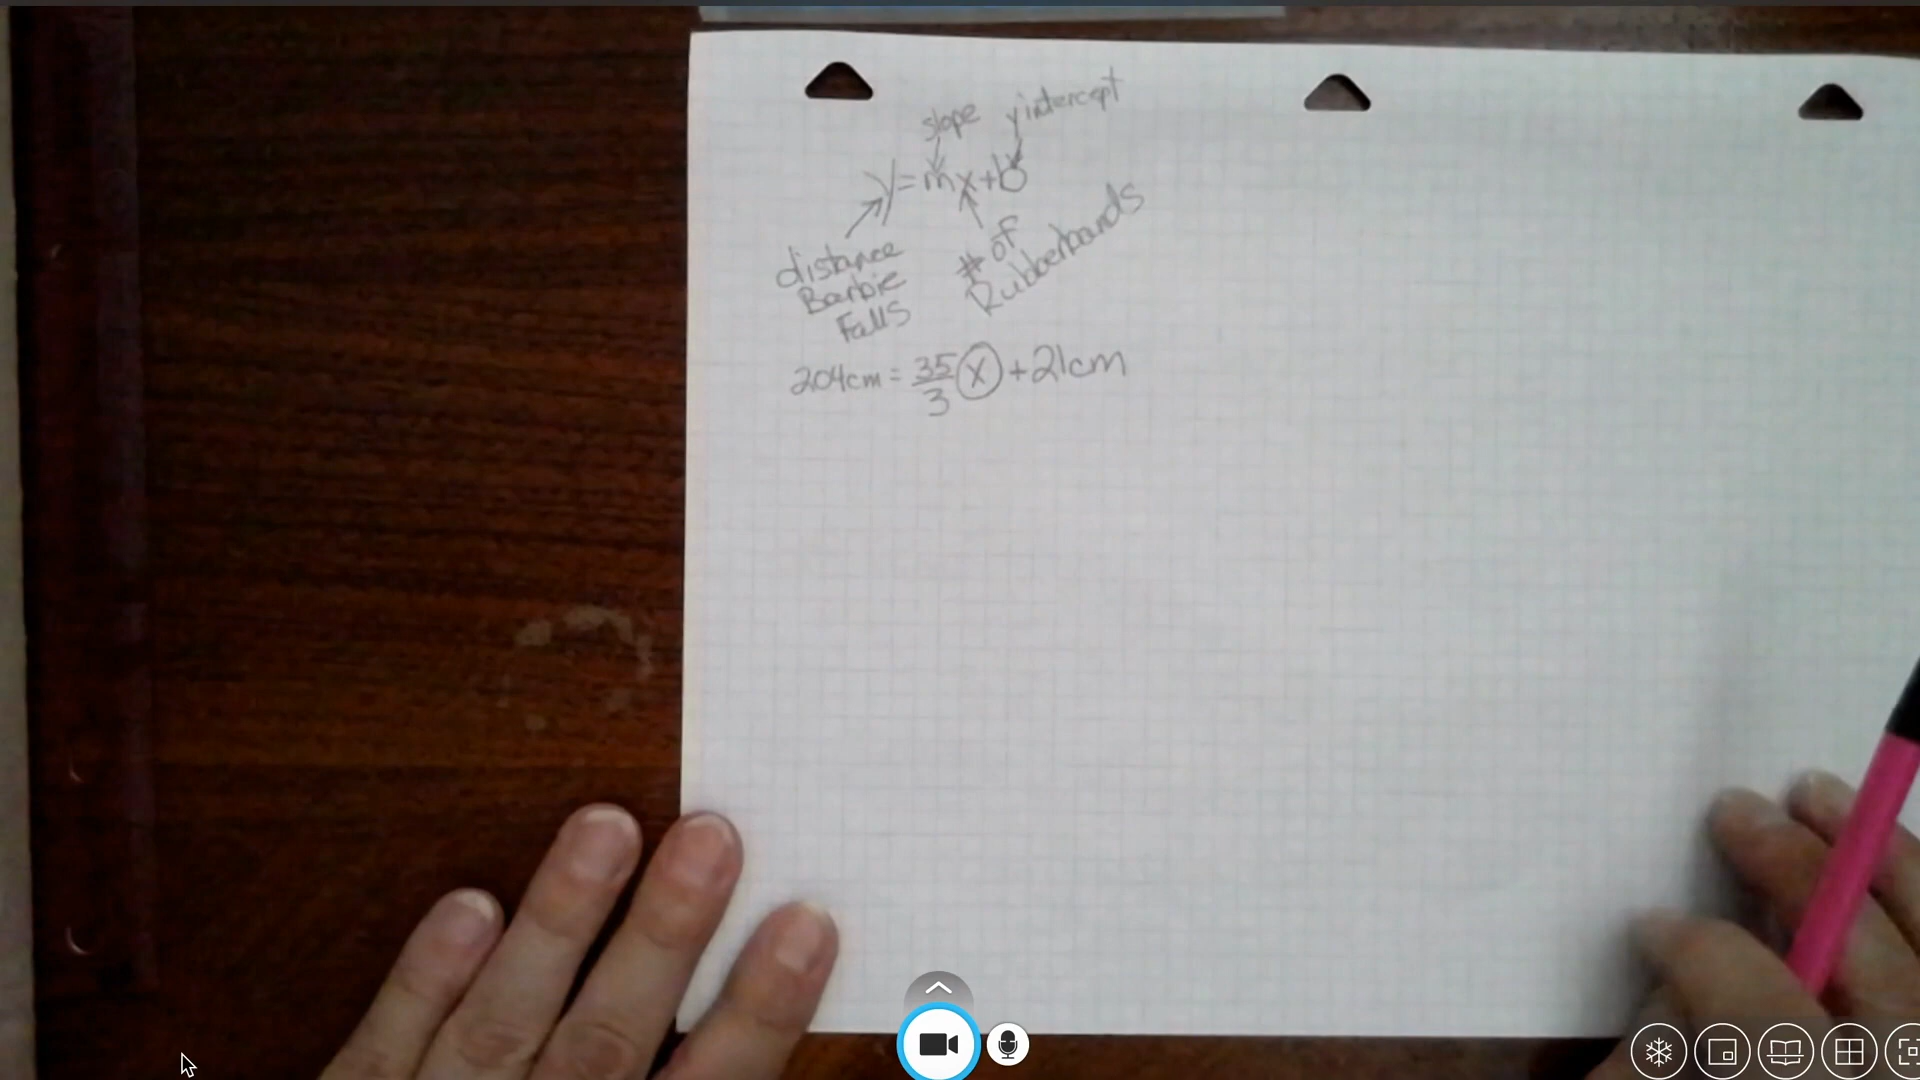 slope y intercept
y=mx+b
distance
Barbie
Falls
# of
Rubberbands
204cm = 35/3 (x) +21cm